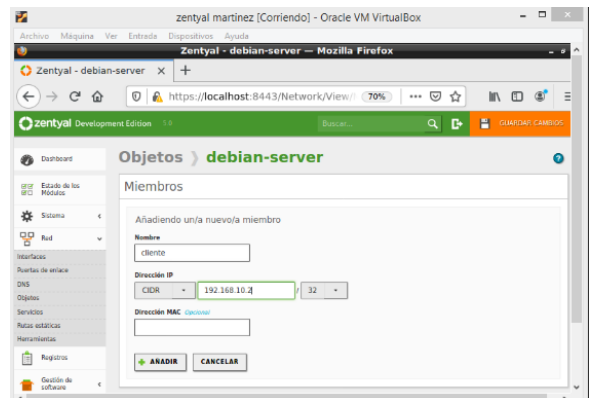 zentyal martinez [Corriendo] - Oracle VM VirtualBox
Archivo Máquina Ver Entrada Dispositivos Ayuda
Zentyal - debian-server — Mozilla Firefox
Zentyal - debian-server
https://localhost:8443/Network/View/ 70%
zentyal Development Edition 5.0
Buscar...
GUARDAR CAMBIOS
Dashboard
Objetos debian-server
Estado de los
Módulos
Miembros
Sistema
Añadiendo un/a nuevo/a miembro
Red
Nombre
cliente
Interfaces
Puertas de enlace
Dirección IP
DNS
CIDR 192.168.10.2 / 32
Objetos
Servicios
Dirección MAC Opcional
Rutas estáticas
Herramientas
Registros
AÑADIR CANCELAR
Gestión de
software